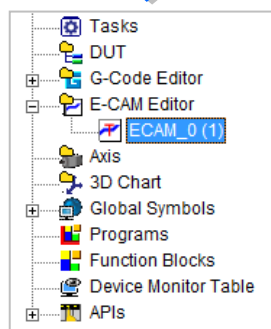 Tasks
DUT
G-Code Editor
E-CAM Editor
ECAM_0 (1)
Axis
3D Chart
Global Symbols
Programs
Function Blocks
Device Monitor Table
APIs